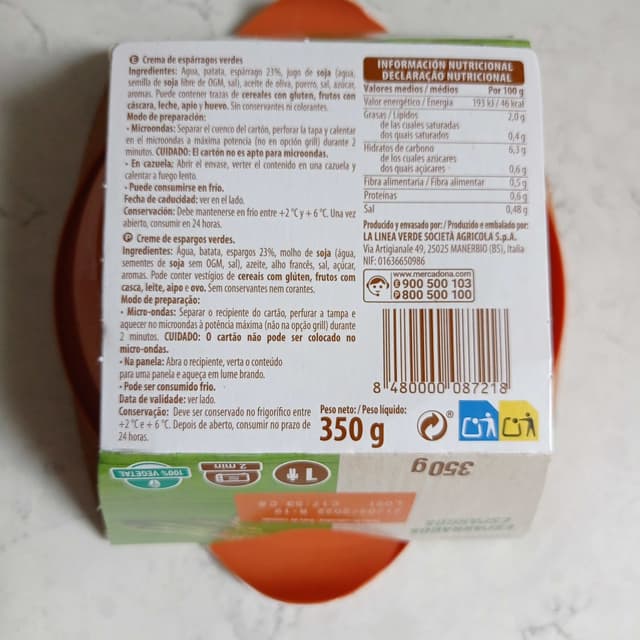 E Crema de espárragos verdes
Ingredientes: Agua, patata, espárrago 23%, jugo de soja (agua,
semilla de soja libre de OGM, sal), aceite de oliva, puerro, sal, azúcar,
aromas. Puede contener trazas de cereales con gluten, frutos con
cáscara, leche, apio y huevo. Sin conservantes ni colorantes.
Modo de preparación:
• Microondas: Separar el cuenco del cartón, perforar la tapa y calentar
en el microondas a máxima potencia (no en opción grill) durante 2
minutos. CUIDADO: El cartón no es apto para microondas.
• En cazuela: Abrir el envase, verter el contenido en una cazuela y
calentar a fuego lento.
• Puede consumirse en frío.
Fecha de caducidad: ver en el lado.
Conservación: Debe mantenerse en frío entre +2 °C y + 6 °C. Una vez
abierto, consumir en 24 horas.
P Creme de espargos verdes.
Ingredientes: Água, batata, espargos 23%, molho de soja (água,
sementes de soja sem OGM, sal), azeite, alho francês, sal, açúcar,
aromas. Pode conter vestígios de cereais com glúten, frutos com
casca, leite, aipo e ovo. Sem conservantes nem corantes.
Modo de preparação:
• Micro-ondas: Separar o recipiente do cartão, perfurar a tampa e
aquecer no microondas à potência máxima (não na opção grill) durante
2 minutos. CUIDADO: O cartão não pode ser colocado no
micro-ondas.
• Na panela: Abra o recipiente, verta o conteúdo
para uma panela e aqueça em lume brando.
• Pode ser consumido frio.
Data de validade: ver lado.
Conservação: Deve ser conservado no frigorífico entre
+2 °C e + 6 °C. Depois de aberto, consumir no prazo de
24 horas.
INFORMACIÓN NUTRICIONAL
DECLARAÇÃO NUTRICIONAL
Valores medios / médios Por 100 g
Valor energético / Energia 193 kJ / 46 kcal
Grasas / Lípidos 2,0 g
de las cuales saturadas
dos quais saturados 0,4 g
Hidratos de carbono 6,3 g
de los cuales azúcares
dos quais açúcares 0,6 g
Fibra alimentaria / Fibra alimentar 0,5 g
Proteínas 0,6 g
Sal 0,48 g
Producido y envasado por: / Produzido e embalado por:
LA LINEA VERDE SOCIETÀ AGRICOLA S.p.A.
Via Artigianale 49, 25025 MANERBIO (BS), Italia
NIF: 01636650986
www.mercadona.com
E 900 500 103
P 800 500 100
8 480000 087218
Peso neto: / Peso líquido:
350 g
350 g
100% VEGETAL
2 min
1
ESPÁRRAGOS
ESPARGOS